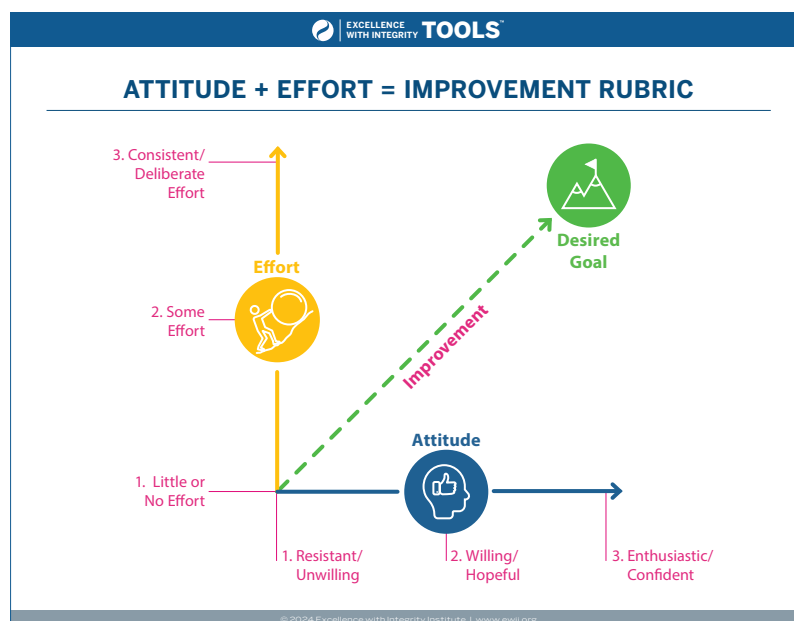 EXCELLENCE
WITH INTEGRITY TOOLS™
ATTITUDE + EFFORT = IMPROVEMENT RUBRIC
3. Consistent/
Deliberate
Effort
Effort
2. Some
Effort
1. Little or
No Effort
Desired
Goal
Improvement
Attitude
1. Resistant/
Unwilling
2. Willing/
Hopeful
3. Enthusiastic/
Confident
© 2024 Excellence with Integrity Institute | www.ewii.org